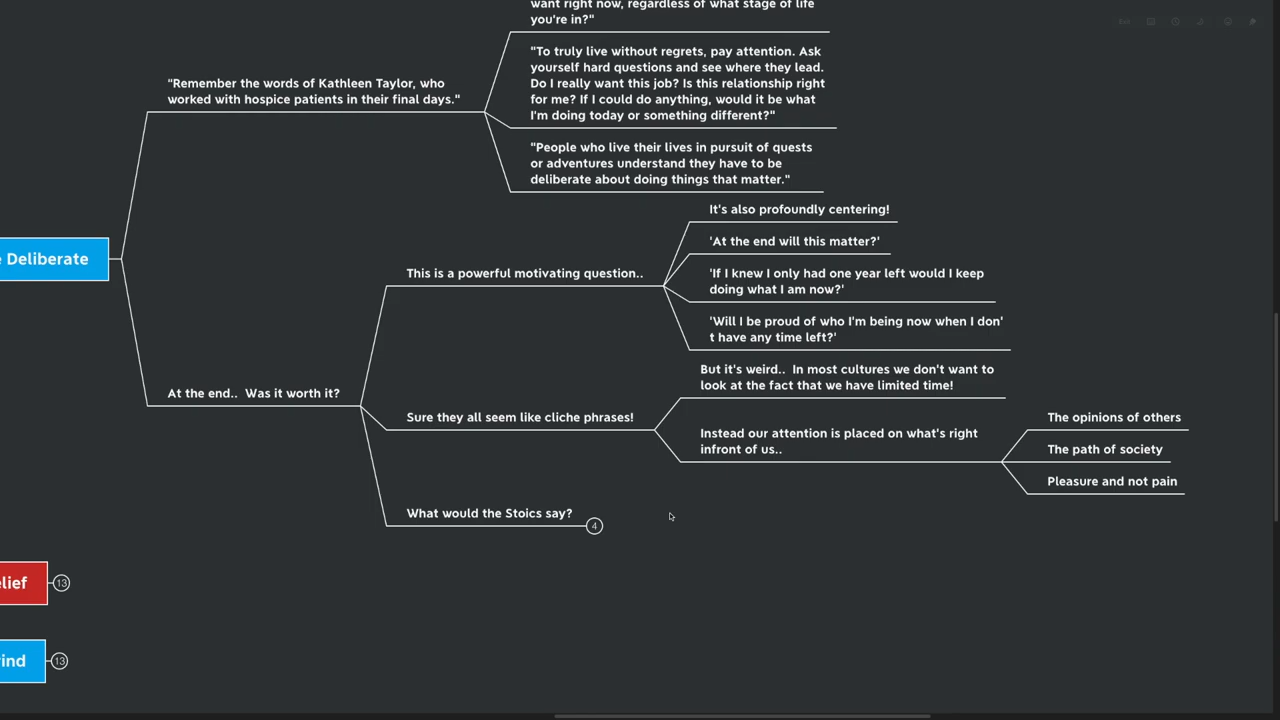 want right now, regardless of what stage of life
you're in?"
"To truly live without regrets, pay attention. Ask
yourself hard questions and see where they lead.
Do I really want this job? Is this relationship right
for me? If I could do anything, would it be what
I'm doing today or something different?"
"Remember the words of Kathleen Taylor, who
worked with hospice patients in their final days."
"People who live their lives in pursuit of quests
or adventures understand they have to be
deliberate about doing things that matter."
Deliberate
It's also profoundly centering!
'At the end will this matter?'
This is a powerful motivating question..
'If I knew I only had one year left would I keep
doing what I am now?'
'Will I be proud of who I'm being now when I don'
t have any time left?'
At the end..  Was it worth it?
But it's weird..  In most cultures we don't want to
look at the fact that we have limited time!
Sure they all seem like cliche phrases!
Instead our attention is placed on what's right
infront of us..
The opinions of others
The path of society
Pleasure and not pain
What would the Stoics say?
4
elief
13
ind
13